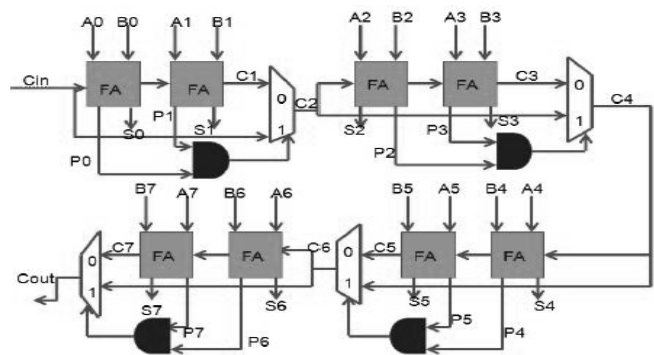 A0 B0 A1 B1 A2 B2 A3 B3
Cin FA FA C1 0 1 C2 FA FA C3 0 1 C4
S0 P1 S1 S2 P3 S3
P0 P2
B7 A7 B6 A6 B5 A5 B4 A4
Cout 0 1 C7 FA FA C6 0 1 C5 FA FA
S7 P7 S6 S5 P5 S4
P6 P4